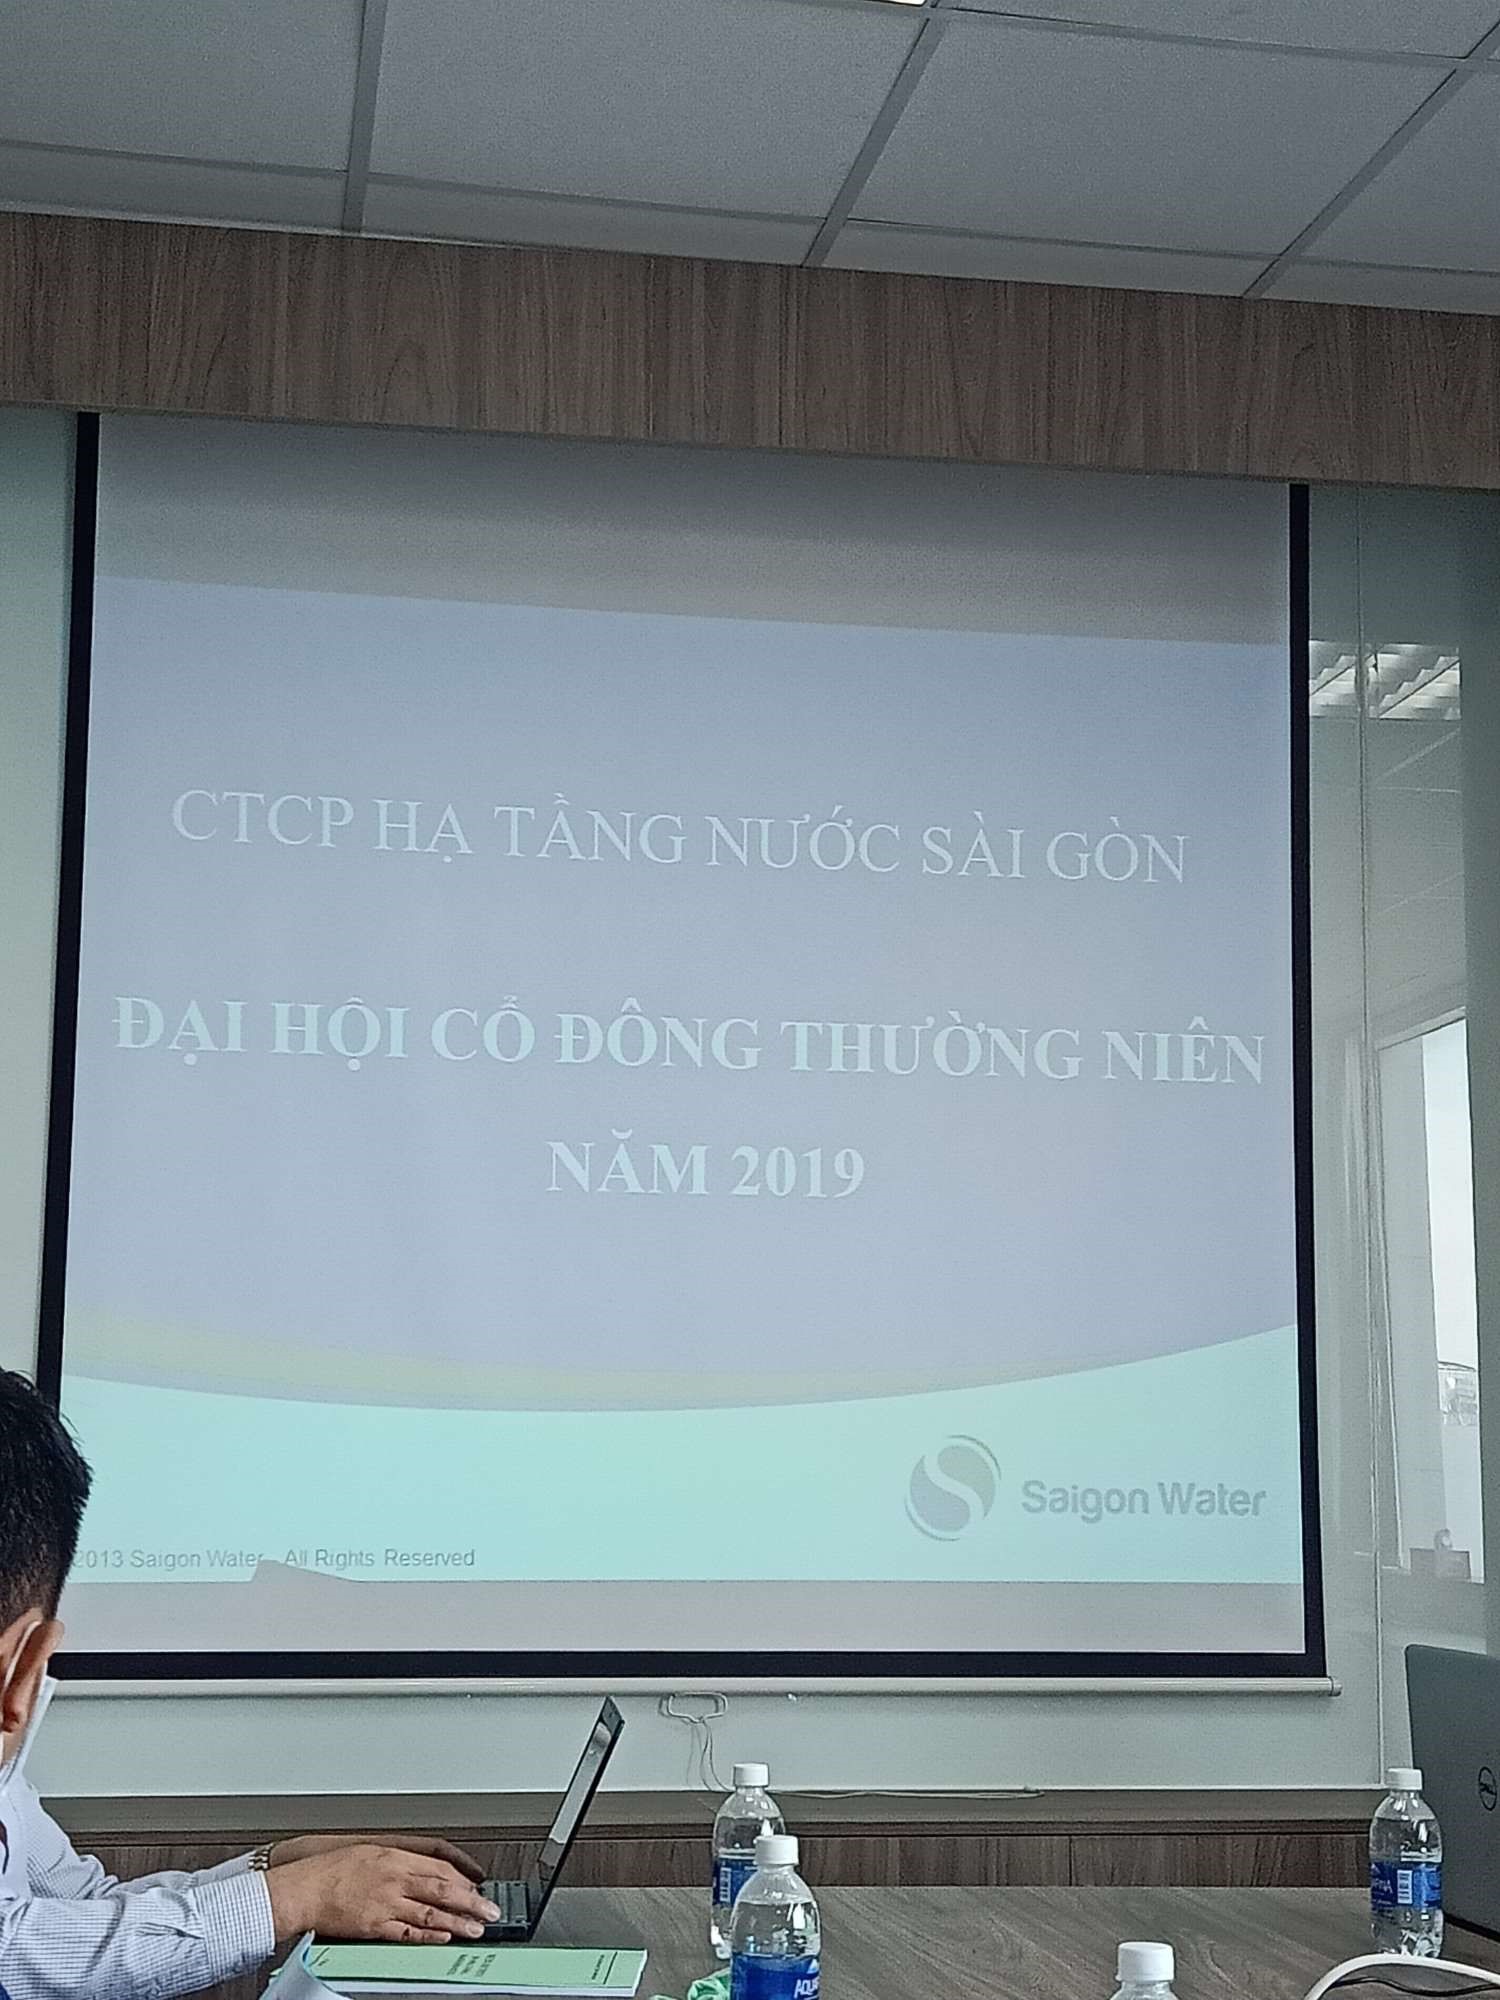 CTCP HẠ TẦNG NƯỚC SÀI GÒN
ĐẠI HỘI CỔ ĐÔNG THƯỜNG NIÊN
NĂM 2019
Saigon Water
2013 Saigon Water - All Rights Reserved
DELL